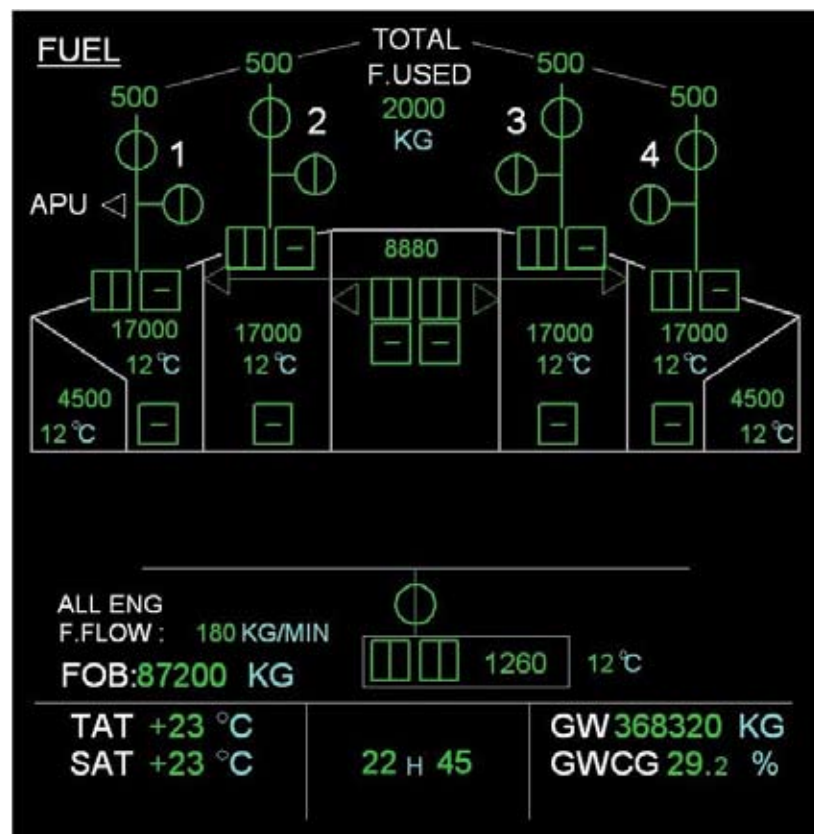 FUEL
TOTAL
F.USED
2000
KG
500 500 500 500
1 2 3 4
APU
8880
17000 17000 17000 17000
12 °C 12 °C 12 °C 12 °C
4500 4500
12 °C 12 °C
ALL ENG
F.FLOW : 180 KG/MIN
FOB:87200 KG
1260 12 °C
TAT +23 °C
SAT +23 °C
22 H 45
GW 368320 KG
GWCG 29.2 %